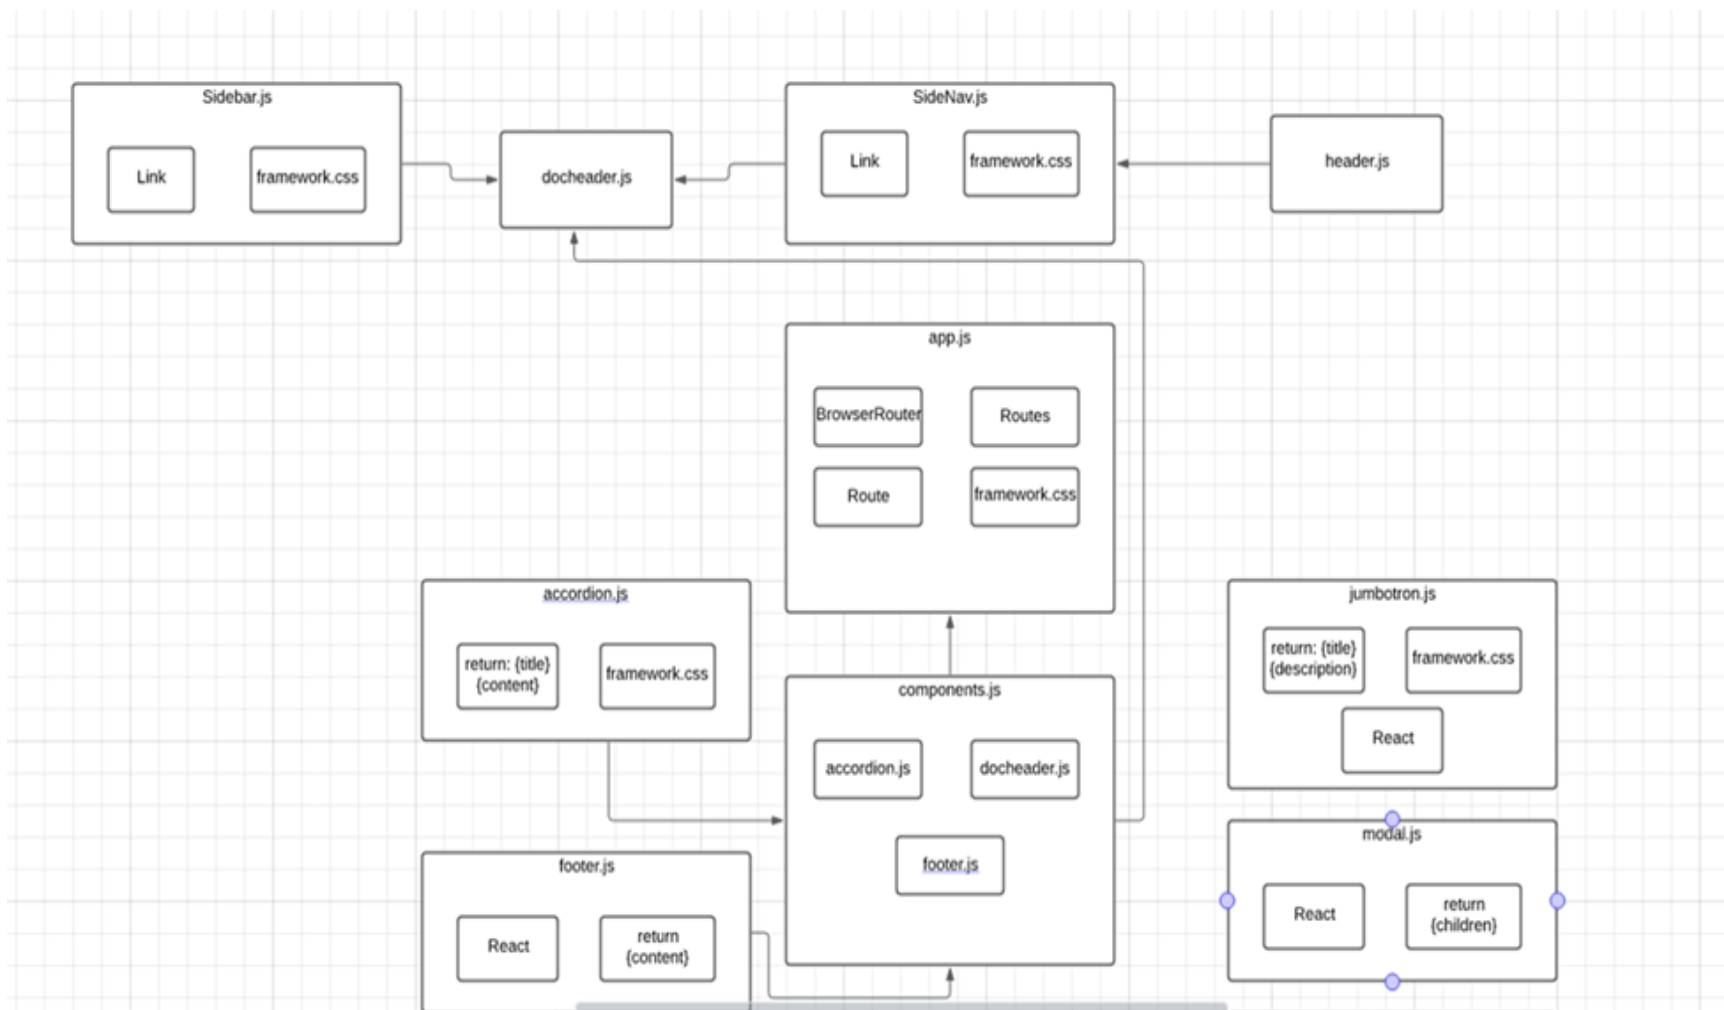 Sidebar.js
Link
framework.css
docheader.js
SideNav.js
Link
framework.css
header.js
app.js
BrowserRouter
Routes
Route
framework.css
accordion.js
return: {title}
{content}
framework.css
components.js
accordion.js
docheader.js
footer.js
footer.js
React
return
{content}
jumbotron.js
return: {title}
{description}
framework.css
React
modal.js
React
return
{children}